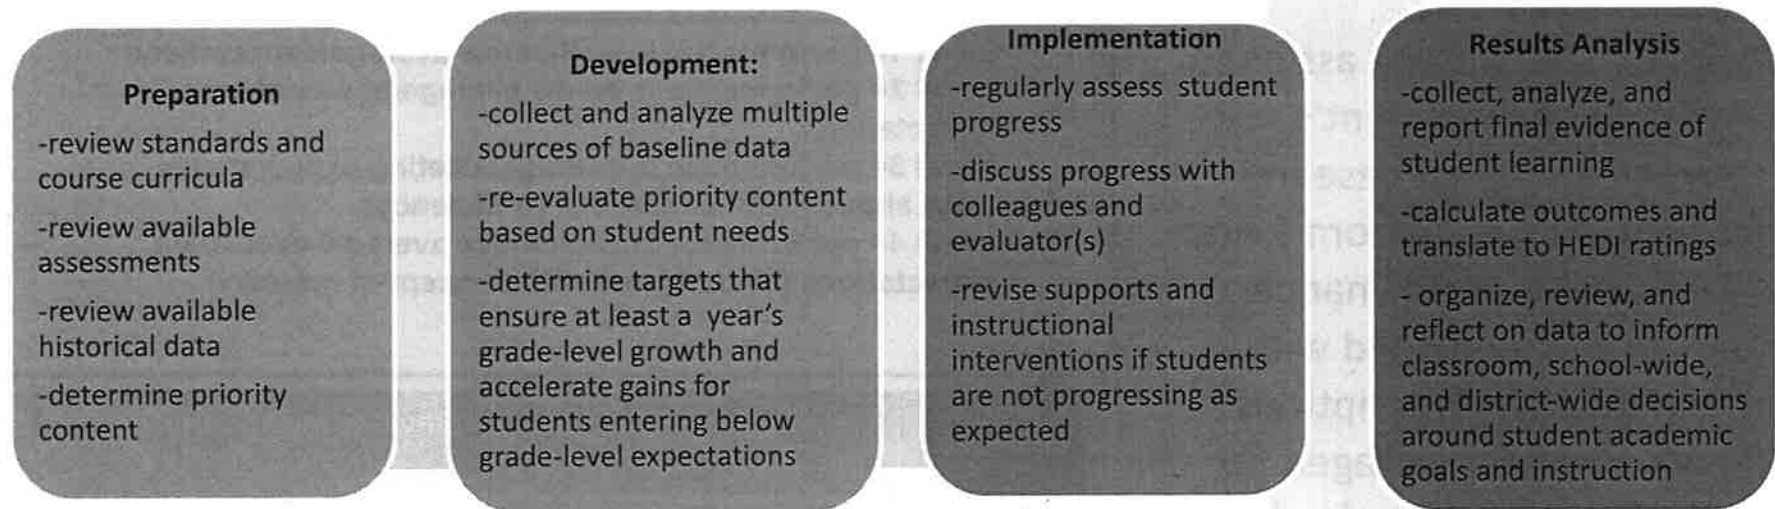 Preparation
-review standards and
course curricula
-review available
assessments
-review available
historical data
-determine priority
content
Development:
-collect and analyze multiple
sources of baseline data
-re-evaluate priority content
based on student needs
-determine targets that
ensure at least a year's
grade-level growth and
accelerate gains for
students entering below
grade-level expectations
Implementation
-regularly assess student
progress
-discuss progress with
colleagues and
evaluator(s)
-revise supports and
instructional
interventions if students
are not progressing as
expected
Results Analysis
-collect, analyze, and
report final evidence of
student learning
-calculate outcomes and
translate to HEDI ratings
- organize, review, and
reflect on data to inform
classroom, school-wide,
and district-wide decisions
around student academic
goals and instruction